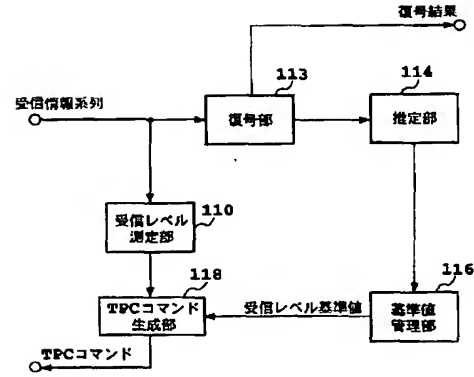 復号結果
113
114
受信情報系列
復号部
推定部
110
受信レベル
測定部
116
118
TPCコマンド
生成部
受信レベル基準値
基準値
管理部
TPCコマンド